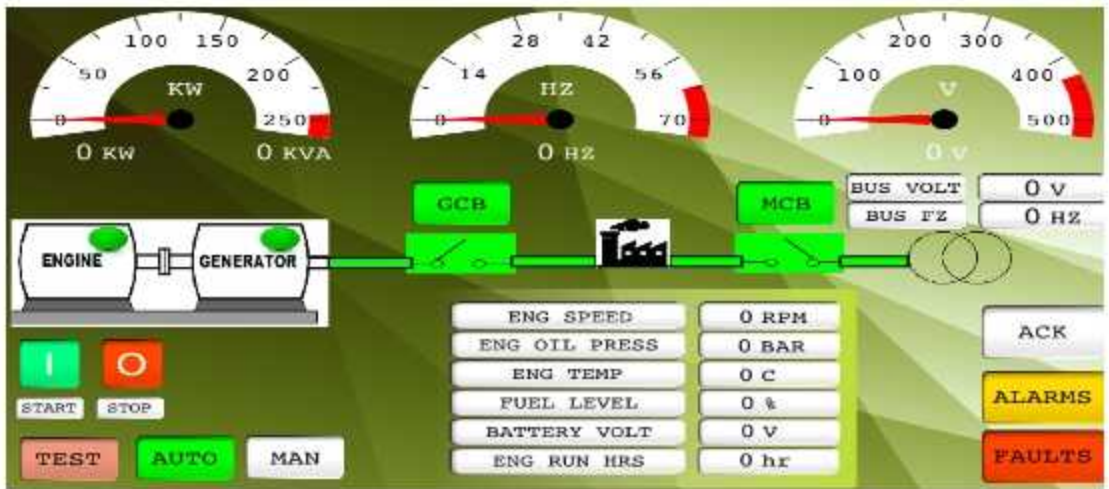 100 150
50 200
KW
0 250
0 KW 0 KVA
28 42
14 56
HZ
0 70
0 HZ
200 300
100 400
V
0 500
0 V
GCB
MCB
BUS VOLT 0 V
BUS FZ 0 HZ
ENGINE
GENERATOR
ENG SPEED 0 RPM
ENG OIL PRESS 0 BAR
ENG TEMP 0 C
FUEL LEVEL 0 %
BATTERY VOLT 0 V
ENG RUN HRS 0 hr
I O
START STOP
TEST AUTO MAN
ACK
ALARMS
FAULTS